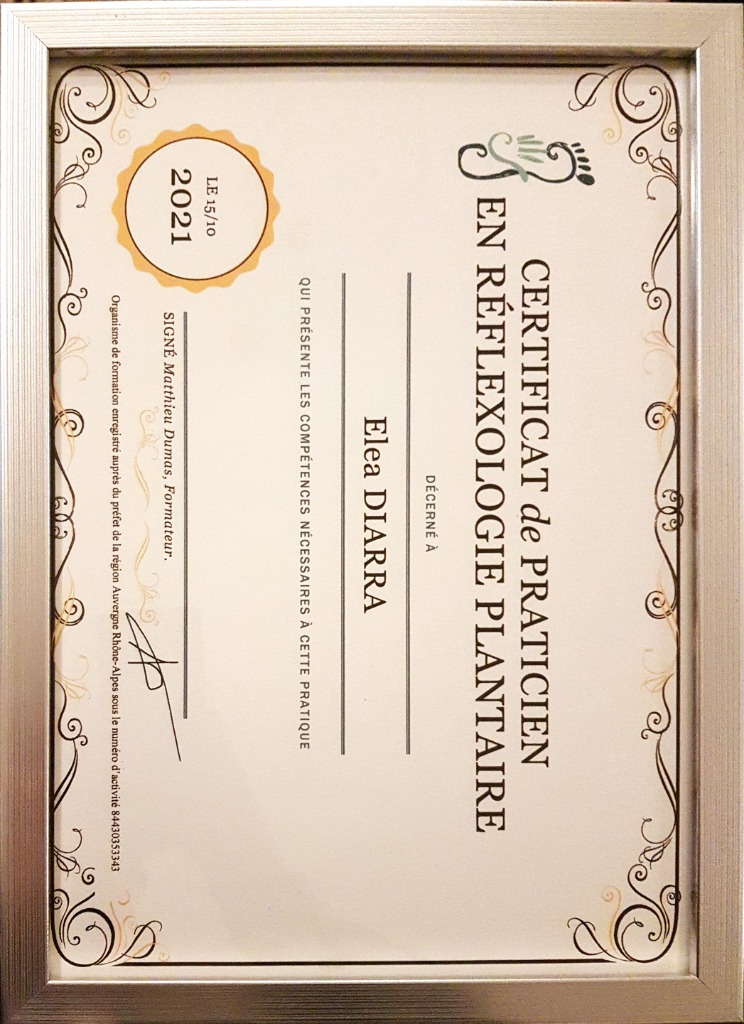 CERTIFICAT de PRATICIEN
EN RÉFLEXOLOGIE PLANTAIRE
DÉCERNÉ À
Elea DIARRA
QUI PRÉSENTE LES COMPÉTENCES NÉCESSAIRES À CETTE PRATIQUE
LE 15/10
2021
SIGNÉ Matthieu Dumas, Formateur.
Organisme de formation enregistré auprès du préfet de la région Auvergne Rhône-Alpes sous le numéro d'activité 84430353343